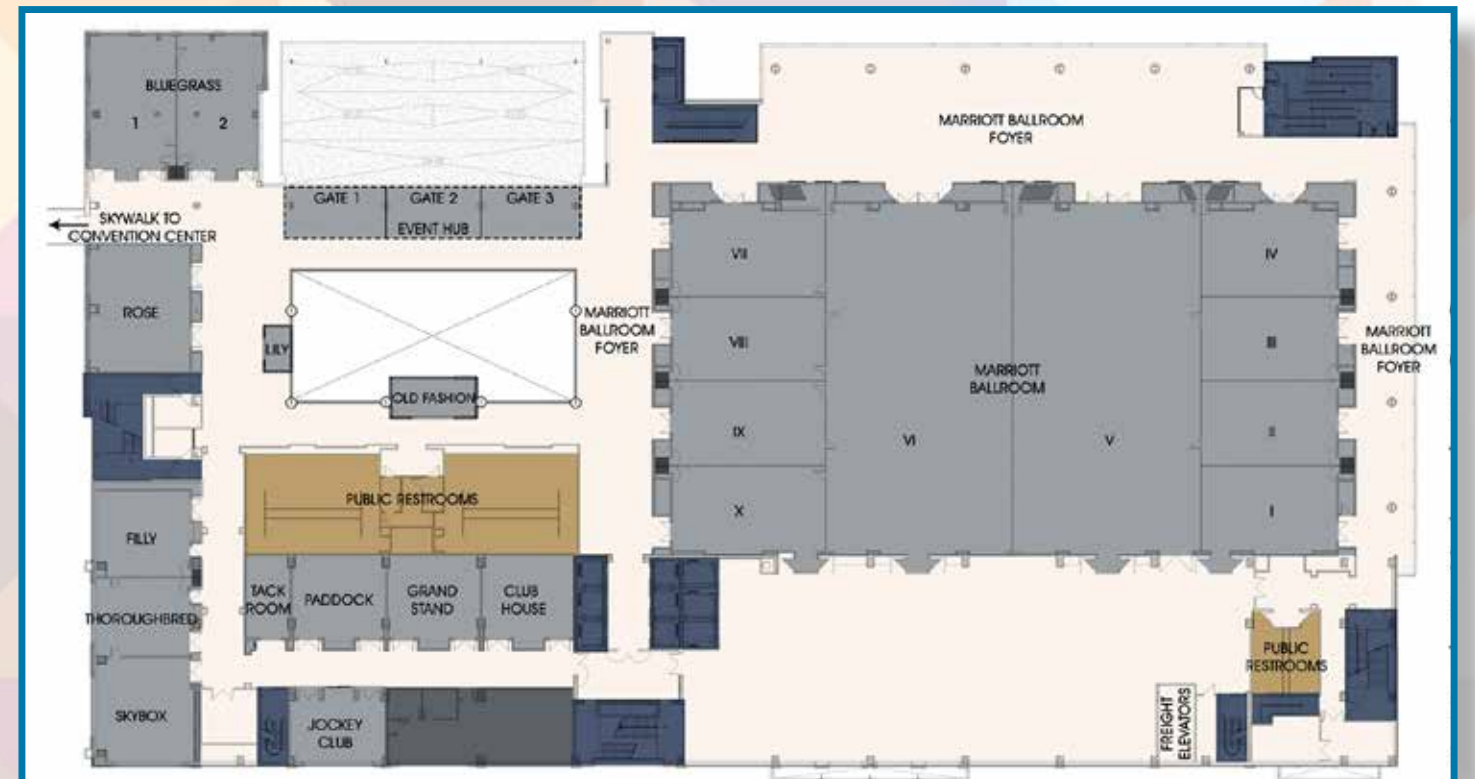 BLUEGRASS
1
2
SKYWALK TO
CONVENTION CENTER
GATE 1
GATE 2
GATE 3
EVENT HUB
ROSE
LILY
OLD FASHION
MARRIOTT
BALLROOM
FOYER
MARRIOTT BALLROOM
FOYER
VII
VIII
IX
X
MARRIOTT
BALLROOM
VI
V
IV
III
II
I
MARRIOTT
BALLROOM
FOYER
PUBLIC RESTROOMS
FILLY
THOROUGHBRED
SKYBOX
TACK
ROOM
PADDOCK
GRAND
STAND
CLUB
HOUSE
JOCKEY
CLUB
PUBLIC
RESTROOMS
FREIGHT
ELEVATORS